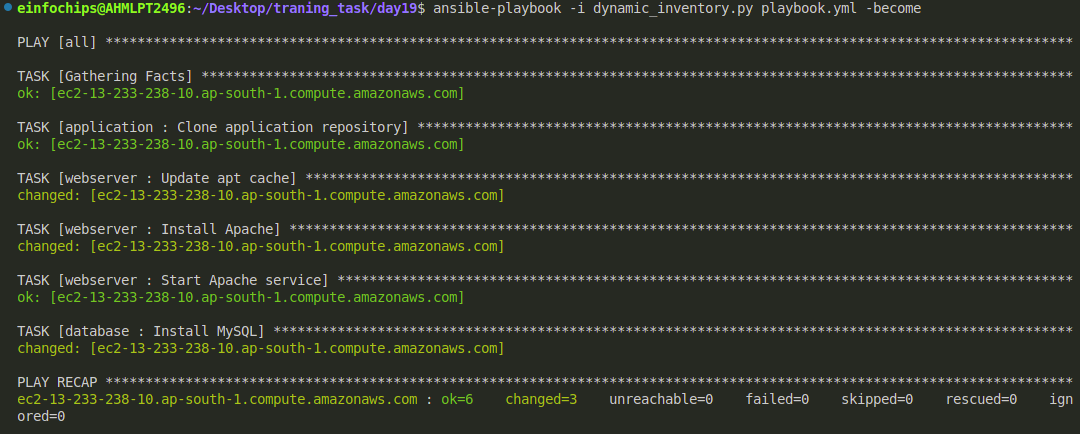 einfochips@AHMLPT2496:~/Desktop/traning_task/day19$ ansible-playbook -i dynamic_inventory.py playbook.yml -become
PLAY [all] *************************************************************************************************************************
TASK [Gathering Facts] *************************************************************************************************************
ok: [ec2-13-233-238-10.ap-south-1.compute.amazonaws.com]
TASK [application : Clone application repository] **********************************************************************************
ok: [ec2-13-233-238-10.ap-south-1.compute.amazonaws.com]
TASK [webserver : Update apt cache] ************************************************************************************************
changed: [ec2-13-233-238-10.ap-south-1.compute.amazonaws.com]
TASK [webserver : Install Apache] **************************************************************************************************
changed: [ec2-13-233-238-10.ap-south-1.compute.amazonaws.com]
TASK [webserver : Start Apache service] ********************************************************************************************
ok: [ec2-13-233-238-10.ap-south-1.compute.amazonaws.com]
TASK [database : Install MySQL] ****************************************************************************************************
changed: [ec2-13-233-238-10.ap-south-1.compute.amazonaws.com]
PLAY RECAP *************************************************************************************************************************
ec2-13-233-238-10.ap-south-1.compute.amazonaws.com : ok=6    changed=3    unreachable=0    failed=0    skipped=0    rescued=0    ign
ored=0